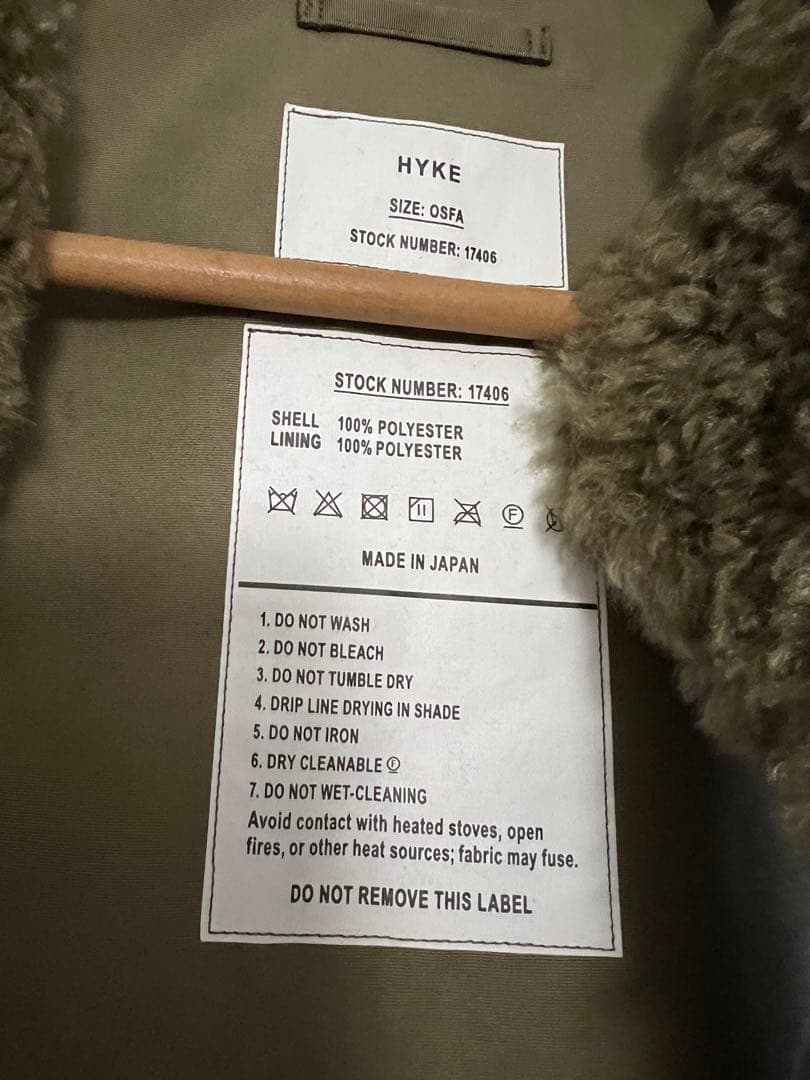 HYKE
SIZE: OSFA
STOCK NUMBER: 17406
STOCK NUMBER: 17406
SHELL 100% POLYESTER
LINING 100% POLYESTER
F
MADE IN JAPAN
1. DO NOT WASH
2. DO NOT BLEACH
3. DO NOT TUMBLE DRY
4. DRIP LINE DRYING IN SHADE
5. DO NOT IRON
6. DRY CLEANABLE Ⓕ
7. DO NOT WET-CLEANING
Avoid contact with heated stoves, open
fires, or other heat sources; fabric may fuse.
DO NOT REMOVE THIS LABEL